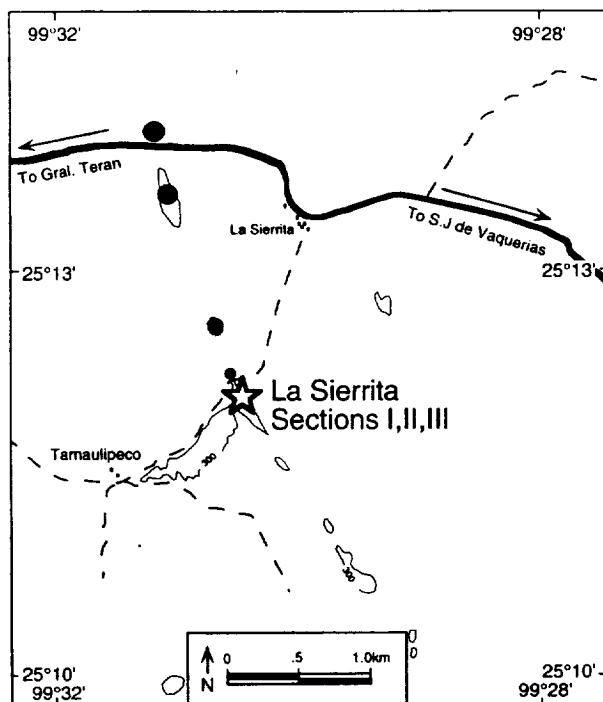 99°32'
99°28'
To Gral. Teran
La Sierrita
To S.J de Vaquerias
25°13'
25°13'
La Sierrita
Sections I,II,III
Tamaulipeco
300
300
0 .5 1.0km
N
25°10'
99°32'
25°10'
99°28'